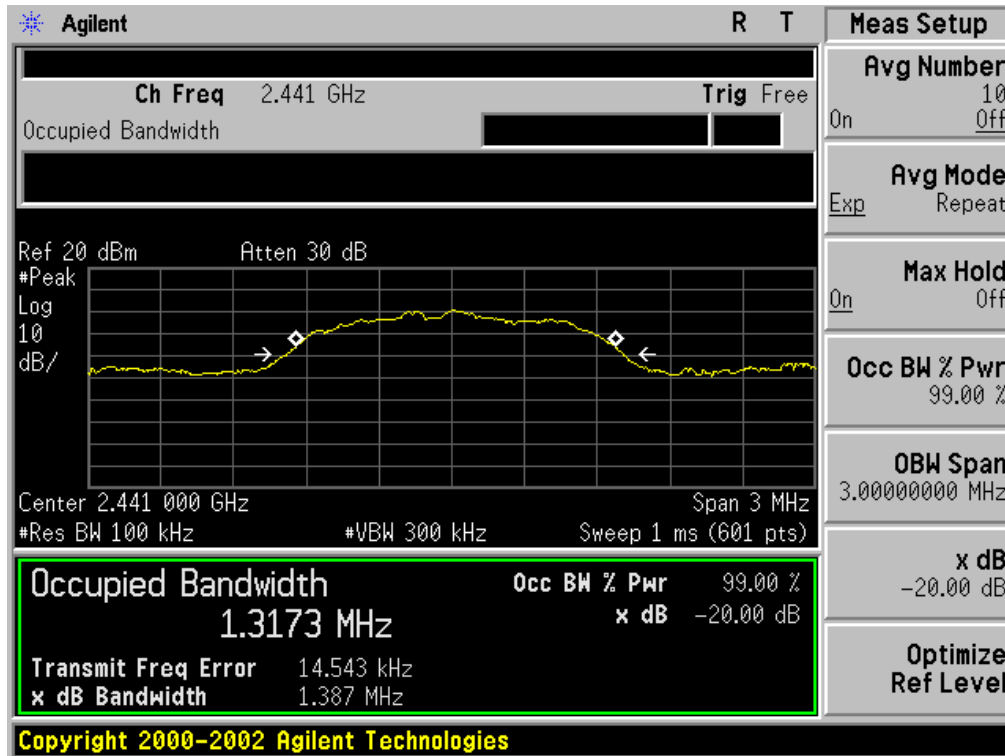 Agilent R T
Ch Freq 2.441 GHz Trig Free
Occupied Bandwidth
Ref 20 dBm Atten 30 dB
#Peak
Log
10
dB/
Center 2.441 000 GHz Span 3 MHz
#Res BW 100 kHz #VBW 300 kHz Sweep 1 ms (601 pts)
Occupied Bandwidth
1.3173 MHz
Occ BW % Pwr 99.00 %
x dB -20.00 dB
Transmit Freq Error 14.543 kHz
x dB Bandwidth 1.387 MHz
Copyright 2000-2002 Agilent Technologies
Meas Setup
Avg Number
10
On Off
Avg Mode
Exp Repeat
Max Hold
On Off
Occ BW % Pwr
99.00 %
OBW Span
3.00000000 MHz
x dB
-20.00 dB
Optimize
Ref Level